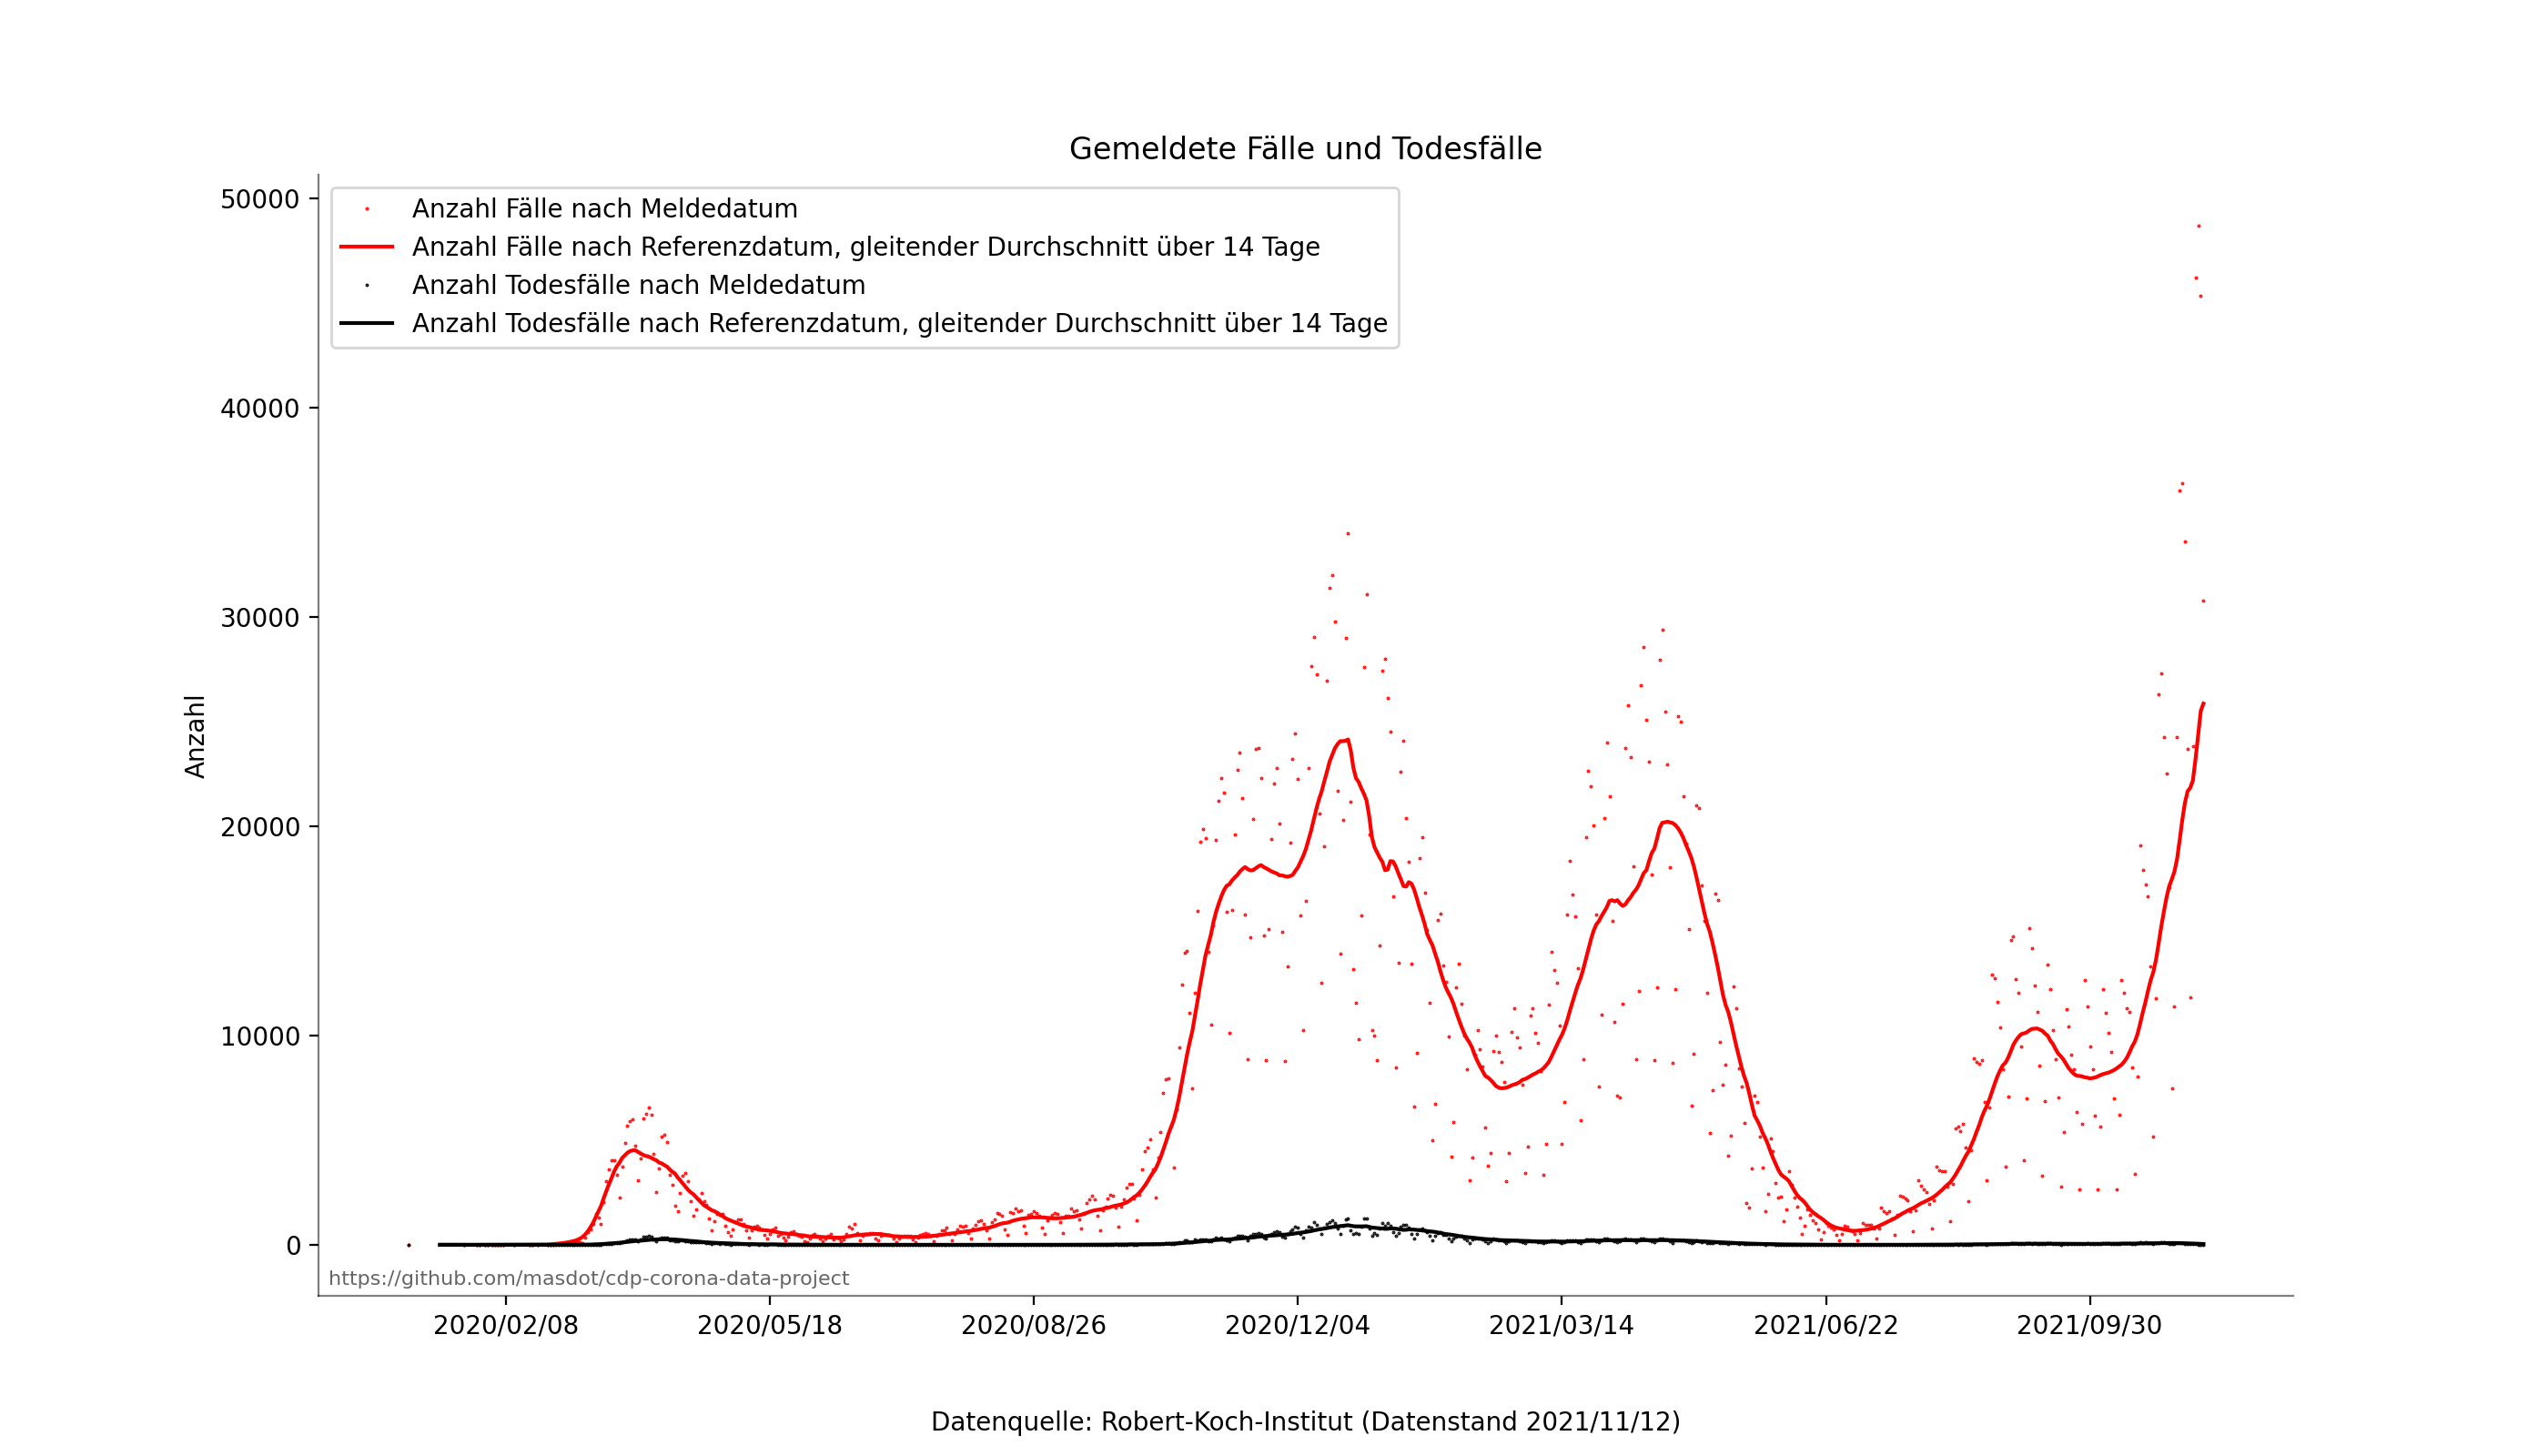 Gemeldete Fälle und Todesfälle
Anzahl Fälle nach Meldedatum
Anzahl Fälle nach Referenzdatum, gleitender Durchschnitt über 14 Tage
Anzahl Todesfälle nach Meldedatum
Anzahl Todesfälle nach Referenzdatum, gleitender Durchschnitt über 14 Tage
Anzahl
50000
40000
30000
20000
10000
0
https://github.com/masdot/cdp-corona-data-project
2020/02/08 2020/05/18 2020/08/26 2020/12/04 2021/03/14 2021/06/22 2021/09/30
Datenquelle: Robert-Koch-Institut (Datenstand 2021/11/12)